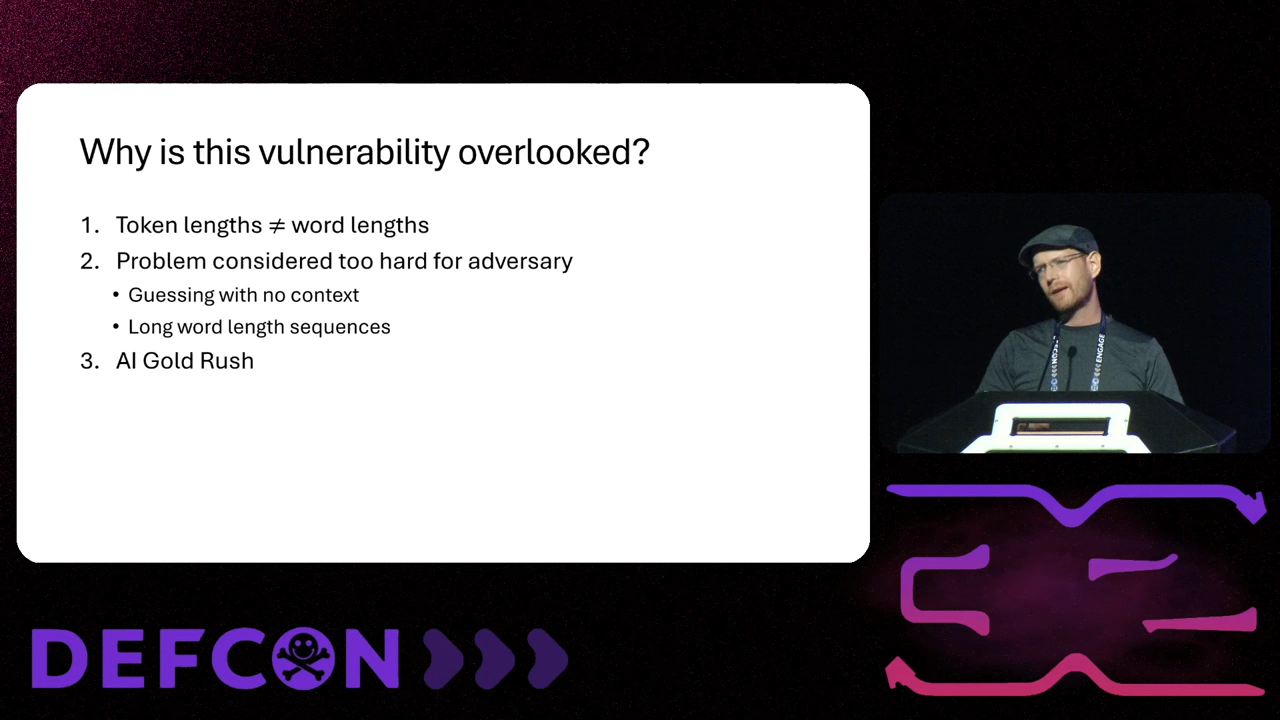 Why is this vulnerability overlooked?
1. Token lengths ≠ word lengths
2. Problem considered too hard for adversary
• Guessing with no context
• Long word length sequences
3. AI Gold Rush
ENGAGE
DEFCON